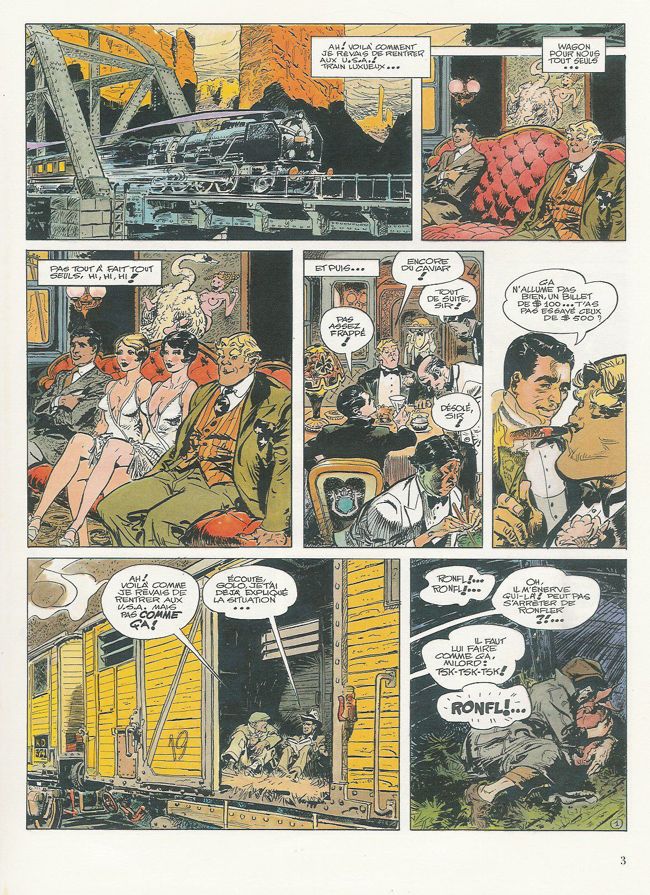 AH! VOILÀ COMMENT
JE RÊVAIS DE RENTRER
AUX U.S.A.!
TRAIN LUXUEUX...
WAGON
POUR NOUS
TOUT SEULS...
PAS TOUT À FAIT TOUT
SEULS, HI, HI, HI!
ET PUIS...
ENCORE
DU CAVIAR!
TOUT
DE SUITE,
SIR!
PAS
ASSEZ
FRAPPÉ!
DÉSOLÉ,
SIR!
ÇA
N'ALLUME PAS
BIEN, UN BILLET
DE $ 100... T'AS
PAS ESSAYÉ CEUX
DE $ 500?
AH!
VOILÀ COMME
JE RÊVAIS DE
RENTRER AUX
U.S.A. MAIS
PAS COMME
ÇA!
ÉCOUTE,
GOLO, JE T'AI
DÉJÀ EXPLIQUÉ
LA SITUATION
...
NO
521
19
RONFL!...
RONFL!...
OH,
IL M'ÉNERVE
QUI-LÀ! PEUT PAS
S'ARRÊTER DE
RONFLER
?!...
IL FAUT
LUI FAIRE
COMME ÇA,
MILORD:
TSK-TSK-TSK!
RONFL!...
1
3